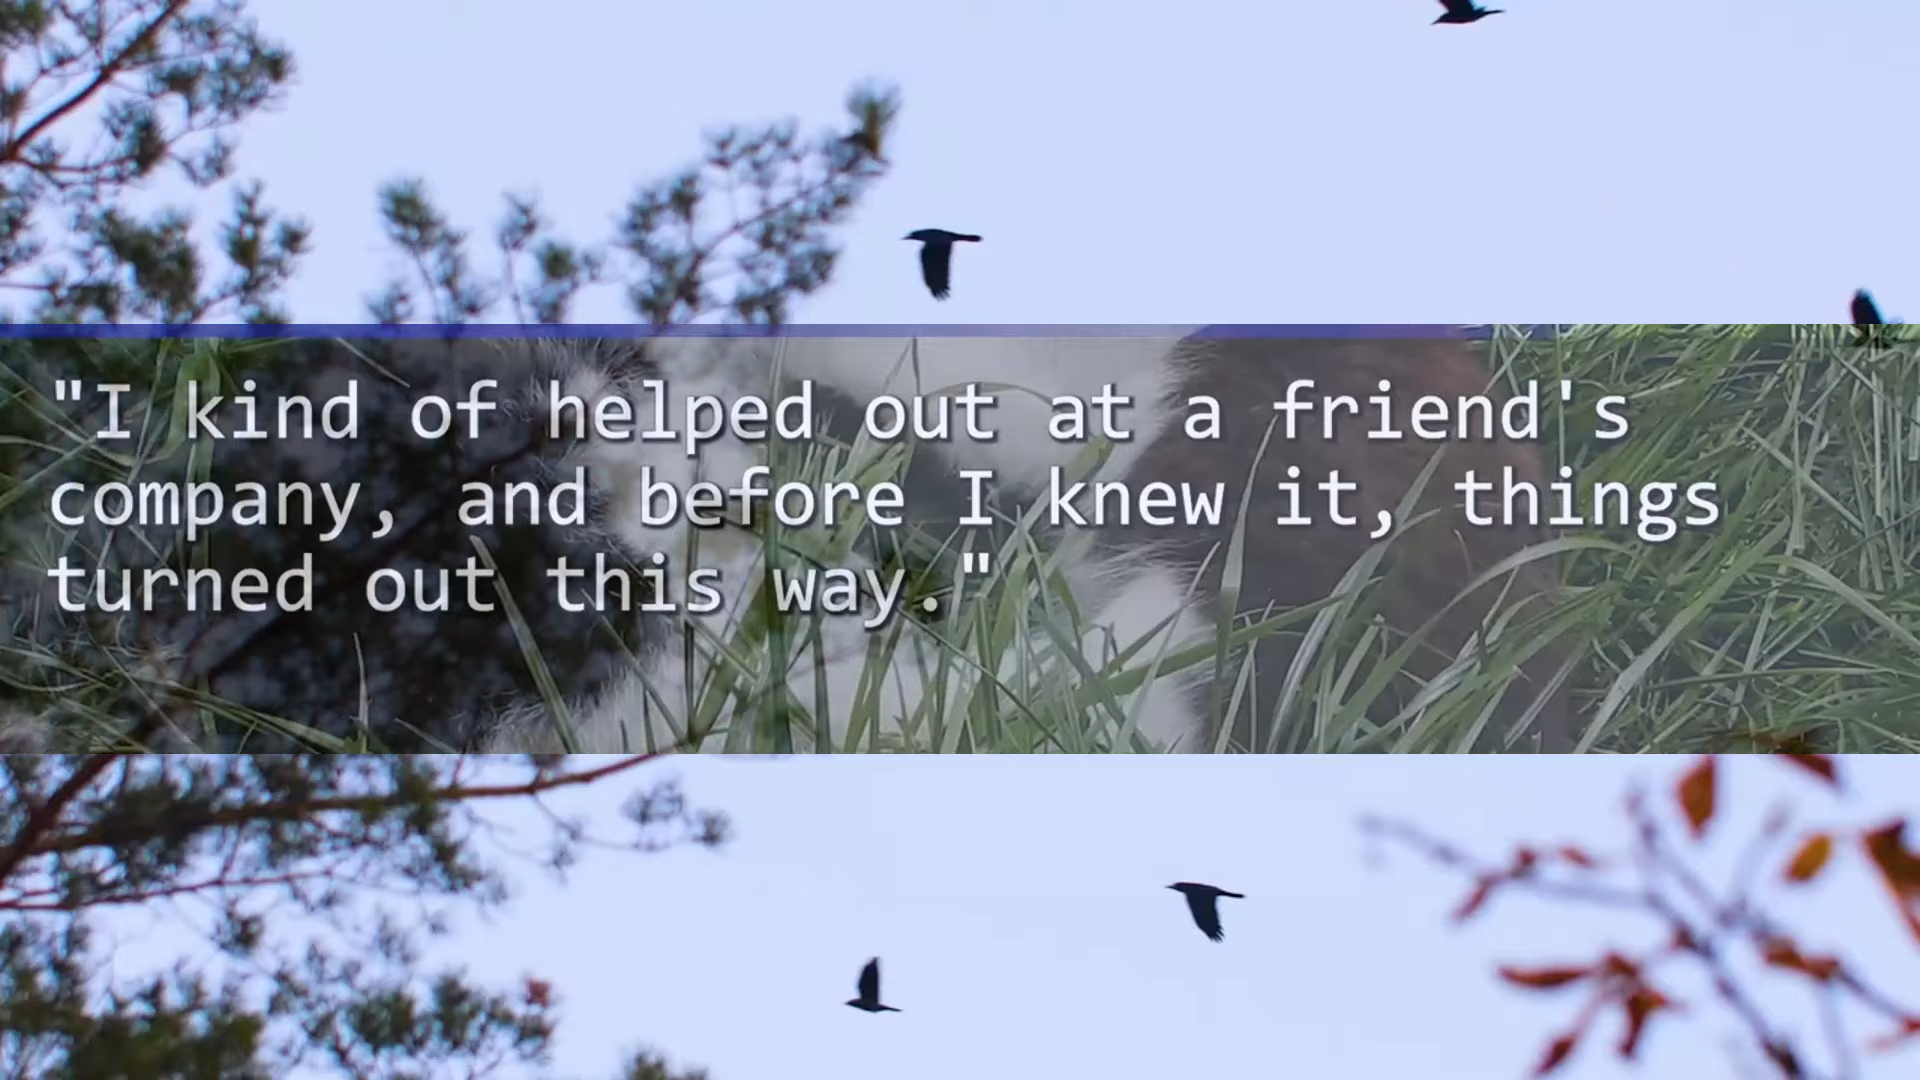 "I kind of helped out at a friend's
company, and before I knew it, things
turned out this way."